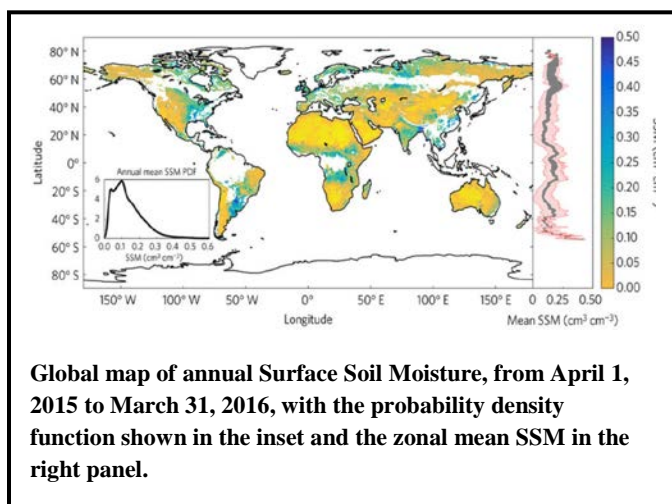 80° N
60° N
40° N
20° N
0°
20° S
40° S
60° S
80° S
Latitude
Annual mean SSM PDF
6
4
2
0
0.0 0.1 0.2 0.3 0.4 0.5 0.6
SSM (cm³ cm⁻³)
150° W 100° W 50° W 0° 50° E 100° E 150° E
Longitude
0 0.25 0.50
Mean SSM (cm³ cm⁻³)
0.50
0.45
0.40
0.35
0.30
0.25
0.20
0.15
0.10
0.05
0.00
Global map of annual Surface Soil Moisture, from April 1,
2015 to March 31, 2016, with the probability density
function shown in the inset and the zonal mean SSM in the
right panel.